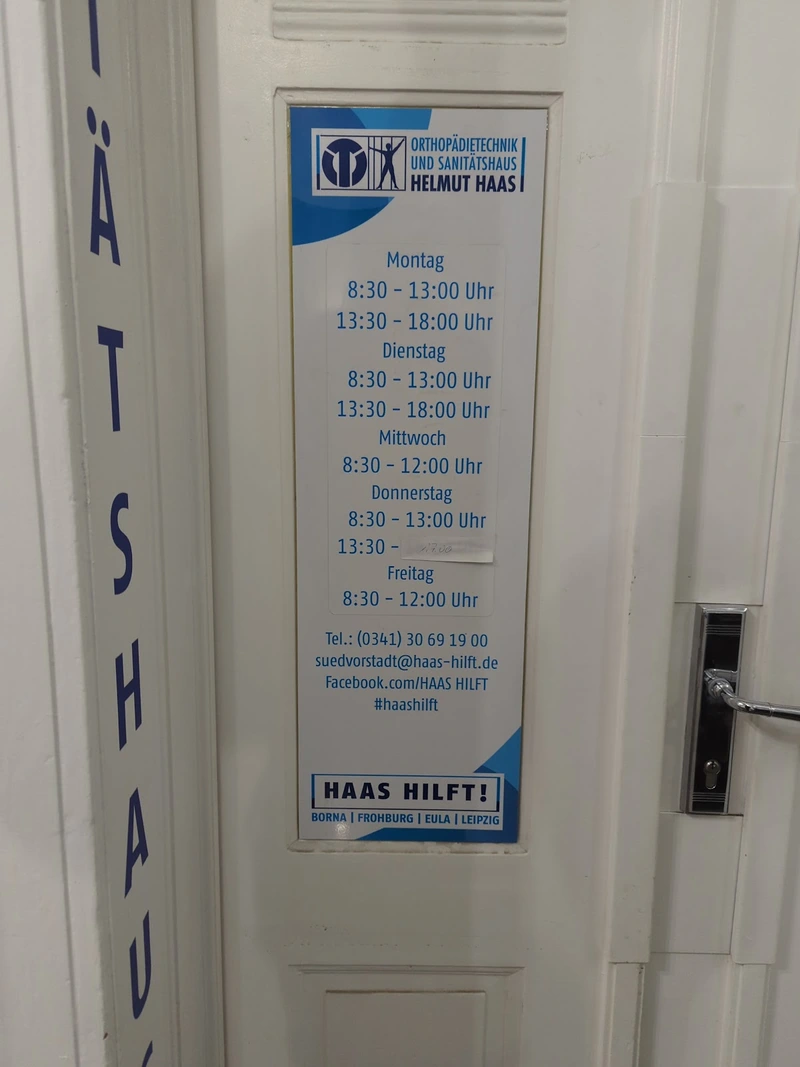 ITÄTSHAUS
ORTHOPÄDIETECHNIK
UND SANITÄTSHAUS
HELMUT HAAS
Montag
8:30 - 13:00 Uhr
13:30 - 18:00 Uhr
Dienstag
8:30 - 13:00 Uhr
13:30 - 18:00 Uhr
Mittwoch
8:30 - 12:00 Uhr
Donnerstag
8:30 - 13:00 Uhr
13:30 -
Freitag
8:30 - 12:00 Uhr
Tel.: (0341) 30 69 19 00
suedvorstadt@haas-hilft.de
Facebook.com/HAAS HILFT
#haashilft
HAAS HILFT!
BORNA | FROHBURG | EULA | LEIPZIG